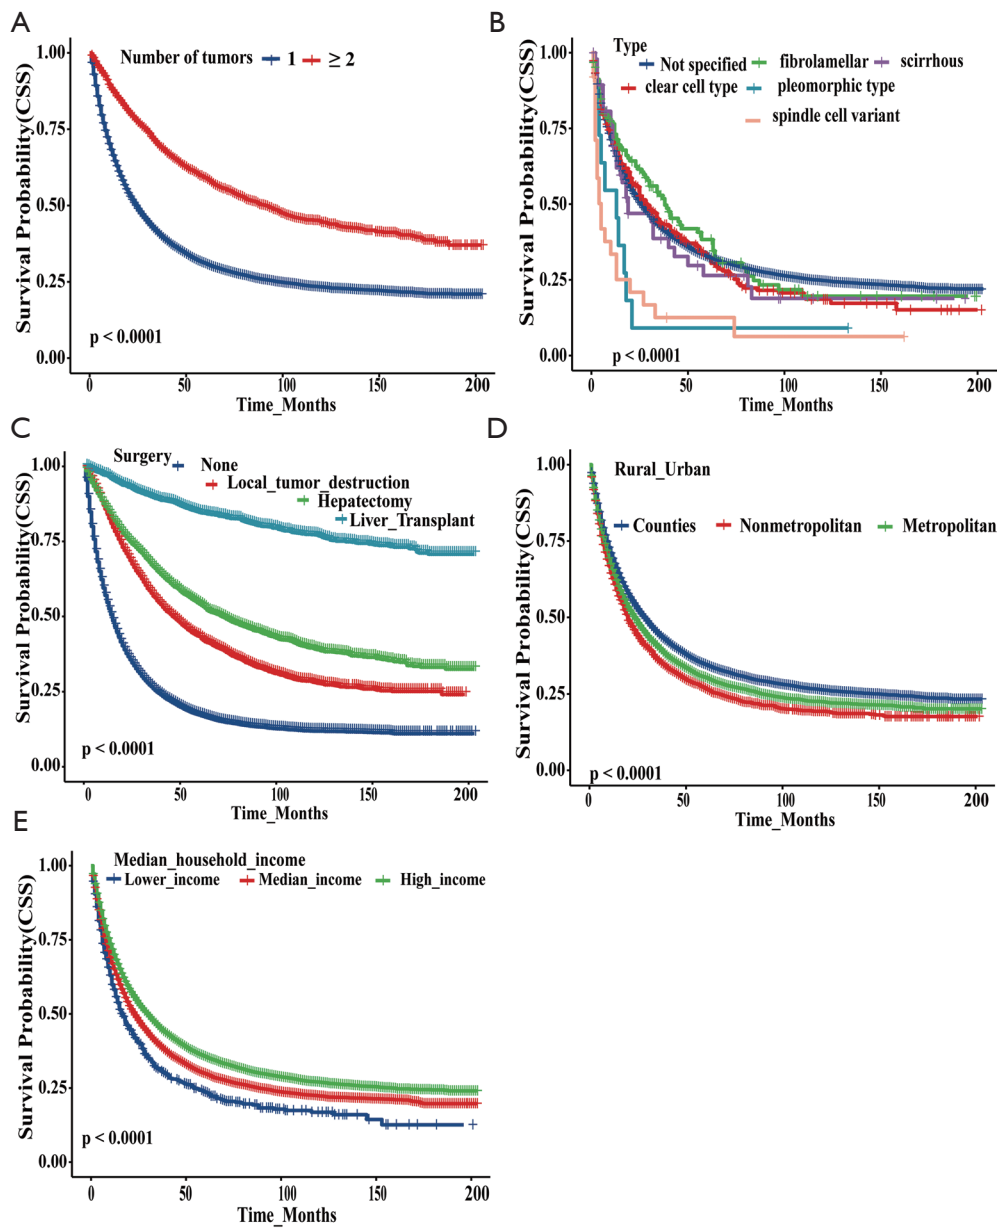 A
Number of tumors 1 ≥ 2
Survival Probability(CSS)
1.00
0.75
0.50
0.25
0.00
p < 0.0001
0 50 100 150 200
Time_Months
B
Type
Not specified fibrolamellar scirrhous
clear cell type pleomorphic type
spindle cell variant
Survival Probability(CSS)
1.00
0.75
0.50
0.25
0.00
p < 0.0001
0 50 100 150 200
Time_Months
C
Surgery None
Local_tumor_destruction
Hepatectomy
Liver_Transplant
Survival Probability(CSS)
1.00
0.75
0.50
0.25
0.00
p < 0.0001
0 50 100 150 200
Time_Months
D
Rural_Urban
Counties Nonmetropolitan Metropolitan
Survival Probability(CSS)
1.00
0.75
0.50
0.25
0.00
p < 0.0001
0 50 100 150 200
Time_Months
E
Median_household_income
Lower_income Median_income High_income
Survival Probability(CSS)
1.00
0.75
0.50
0.25
0.00
p < 0.0001
0 50 100 150 200
Time_Months